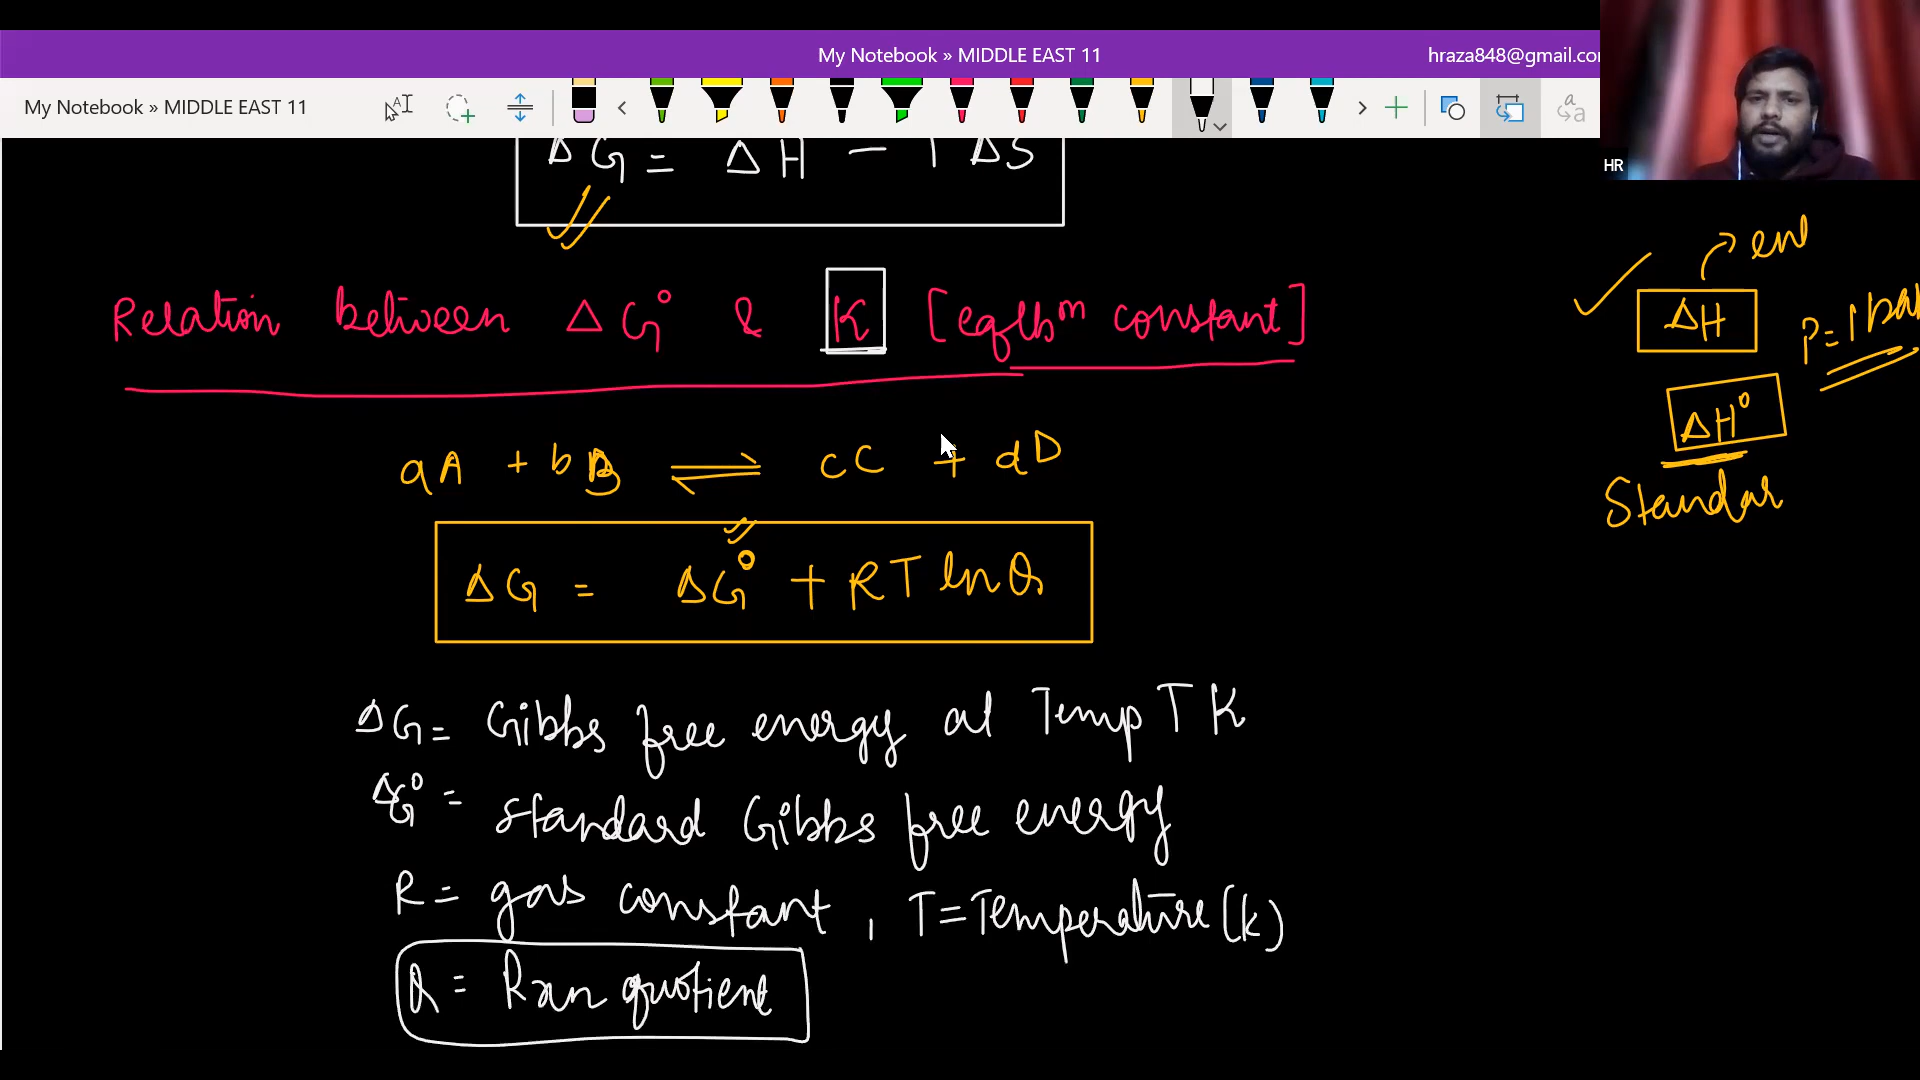 My Notebook » MIDDLE EAST 11
hraza848@gmail.co
My Notebook » MIDDLE EAST 11
HR
ΔG = ΔH - TΔS
Relation between ΔG° & K [eqlbᵐ constant]
aA + bB ⇌ cC + dD
ΔG = ΔG° + RT ln Q
ΔG = Gibbs free energy at Temp T K
ΔG° = Standard Gibbs free energy
R = gas constant, T = Temperature (K)
Q = Rxn quotient
ent
ΔH
P = 1 bar
ΔH°
Standar